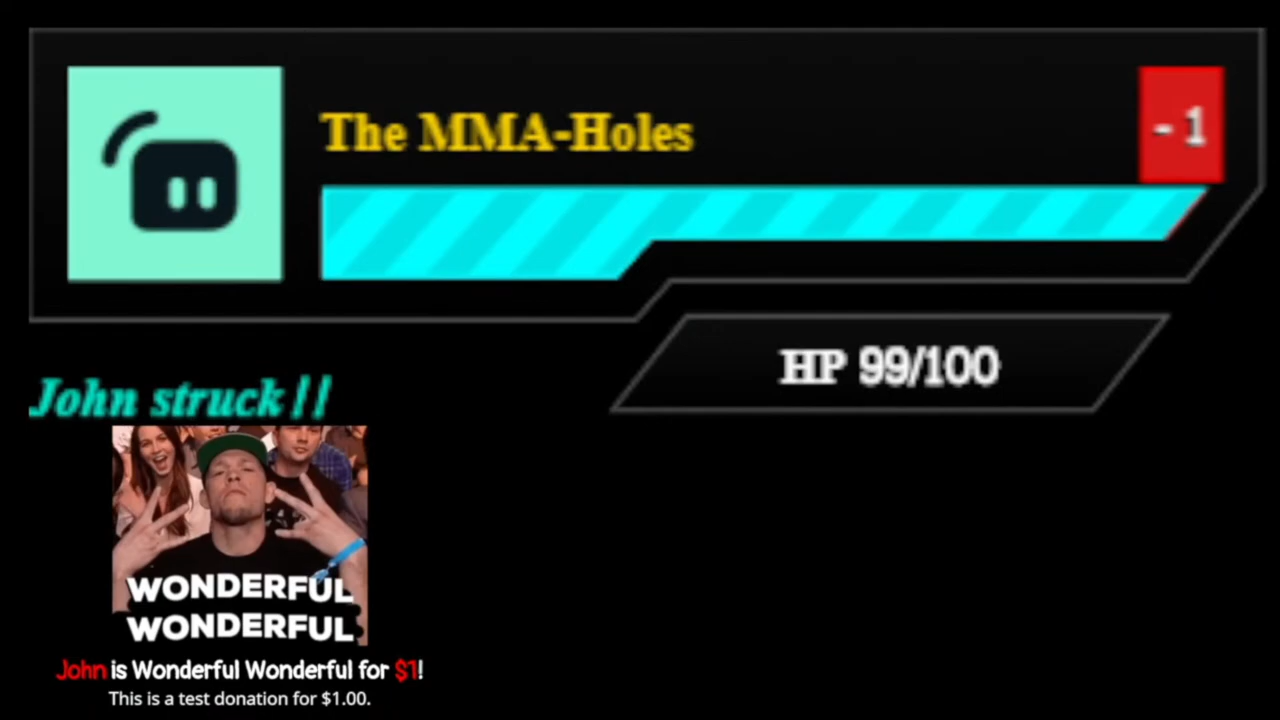 The MMA-Holes
- 1
HP 99/100
John struck!!
WONDERFUL
WONDERFUL
John is Wonderful Wonderful for $1!
This is a test donation for $1.00.